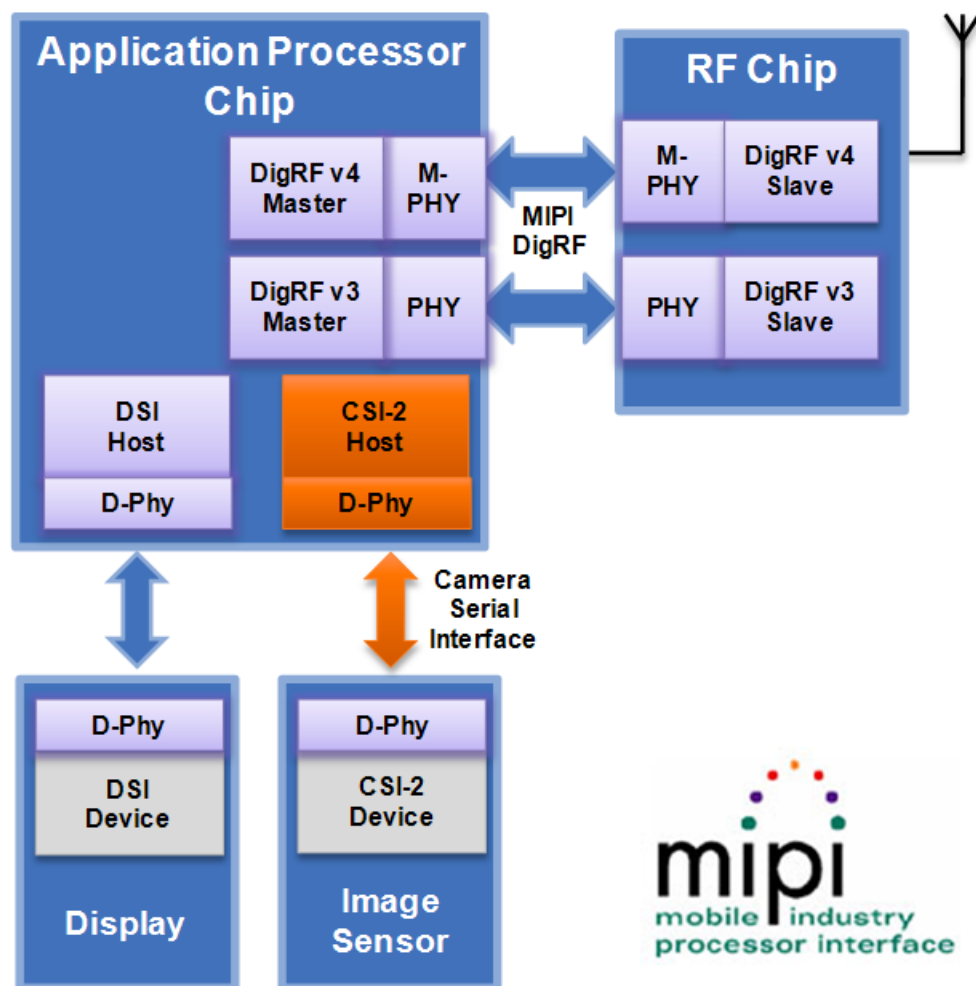 Application Processor
Chip
RF Chip
DigRF v4
Master
M-
PHY
M-
PHY
DigRF v4
Slave
MIPI
DigRF
DigRF v3
Master
PHY
PHY
DigRF v3
Slave
DSI
Host
D-Phy
CSI-2
Host
D-Phy
Camera
Serial
Interface
D-Phy
DSI
Device
Display
D-Phy
CSI-2
Device
Image
Sensor
mipi
mobile industry
processor interface